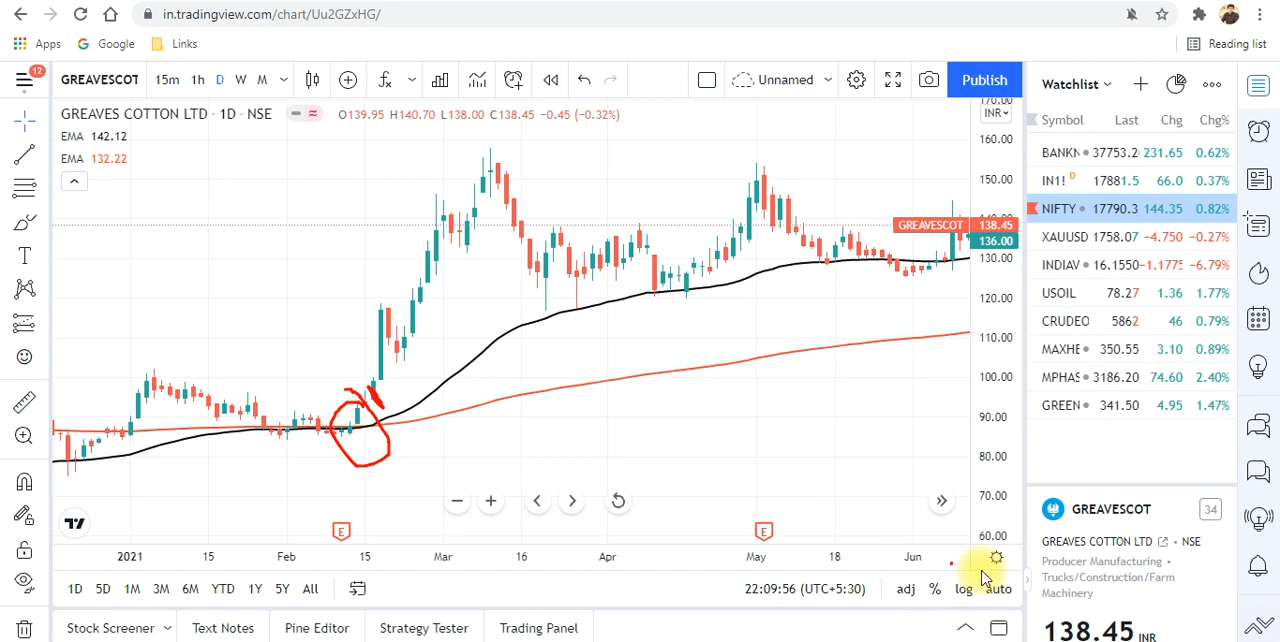 in.tradingview.com/chart/Uu2GZxHG/
Apps Google Links Reading list
12
GREAVESCOT 15m 1h D W M Unnamed Publish
GREAVES COTTON LTD · 1D · NSE O139.95 H140.70 L138.00 C138.45 −0.45 (−0.32%)
EMA 142.12
EMA 132.22
170.00
INR
160.00
150.00
GREAVESCOT 138.45
136.00
130.00
120.00
110.00
100.00
90.00
80.00
70.00
60.00
E E
2021 15 Feb 15 Mar 16 Apr May 18 Jun
1D 5D 1M 3M 6M YTD 1Y 5Y All 22:09:56 (UTC+5:30) adj % log auto
Stock Screener Text Notes Pine Editor Strategy Tester Trading Panel
Watchlist
Symbol Last Chg Chg%
BANKN 37753.2 231.65 0.62%
IN1! D 17881.5 66.0 0.37%
NIFTY 17790.3 144.35 0.82%
XAUUSD 1758.07 −4.750 −0.27%
INDIAV 16.1550 −1.1775 −6.79%
USOIL 78.27 1.36 1.77%
CRUDEO 5862 46 0.79%
MAXHE 350.55 3.10 0.89%
MPHAS 3186.20 74.60 2.40%
GREEN 341.50 4.95 1.47%
GREAVESCOT 34
GREAVES COTTON LTD • NSE
Producer Manufacturing •
Trucks/Construction/Farm
Machinery
138.45 INR